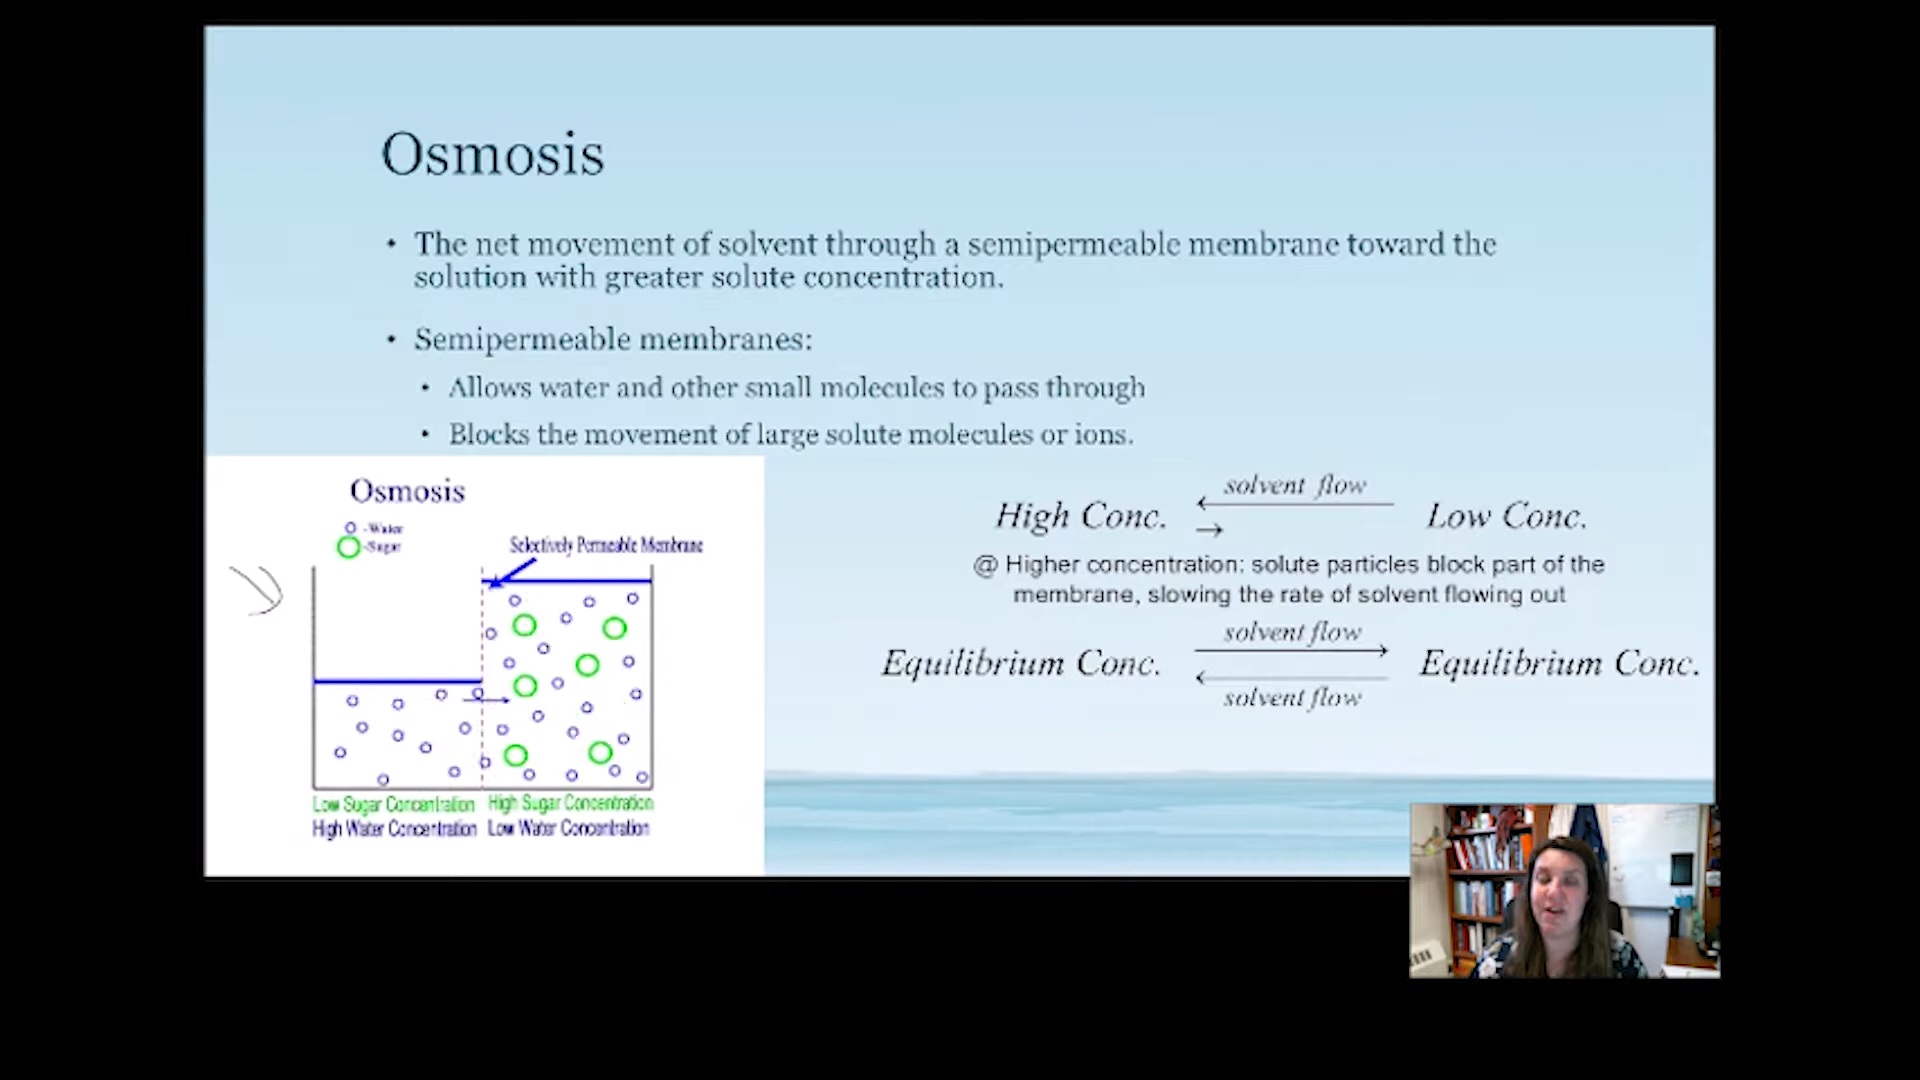 Osmosis
• The net movement of solvent through a semipermeable membrane toward the
solution with greater solute concentration.
• Semipermeable membranes:
• Allows water and other small molecules to pass through
• Blocks the movement of large solute molecules or ions.
Osmosis
-Water
-Sugar
Selectively Permeable Membrane
Low Sugar Concentration High Sugar Concentration
High Water Concentration Low Water Concentration
solvent flow
High Conc. Low Conc.
@ Higher concentration: solute particles block part of the
membrane, slowing the rate of solvent flowing out
solvent flow
Equilibrium Conc. Equilibrium Conc.
solvent flow